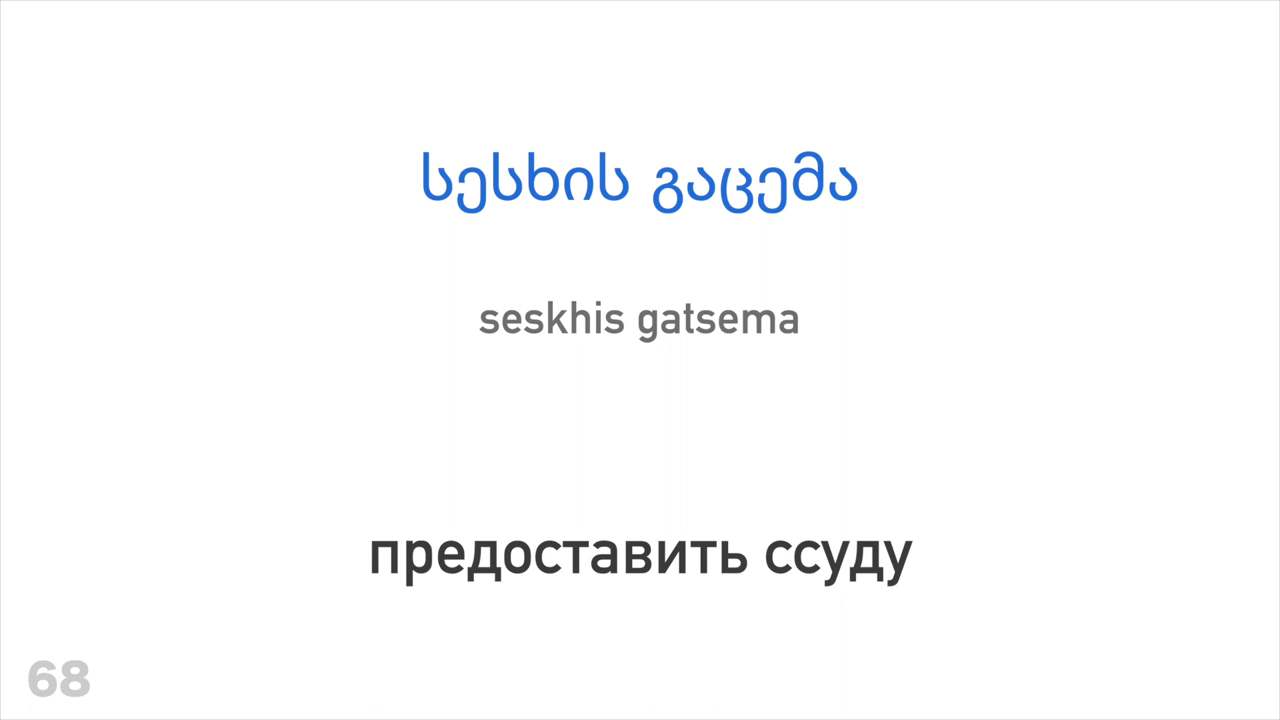 სესხის გაცემა
seskhis gatsema
предоставить ссуду
68